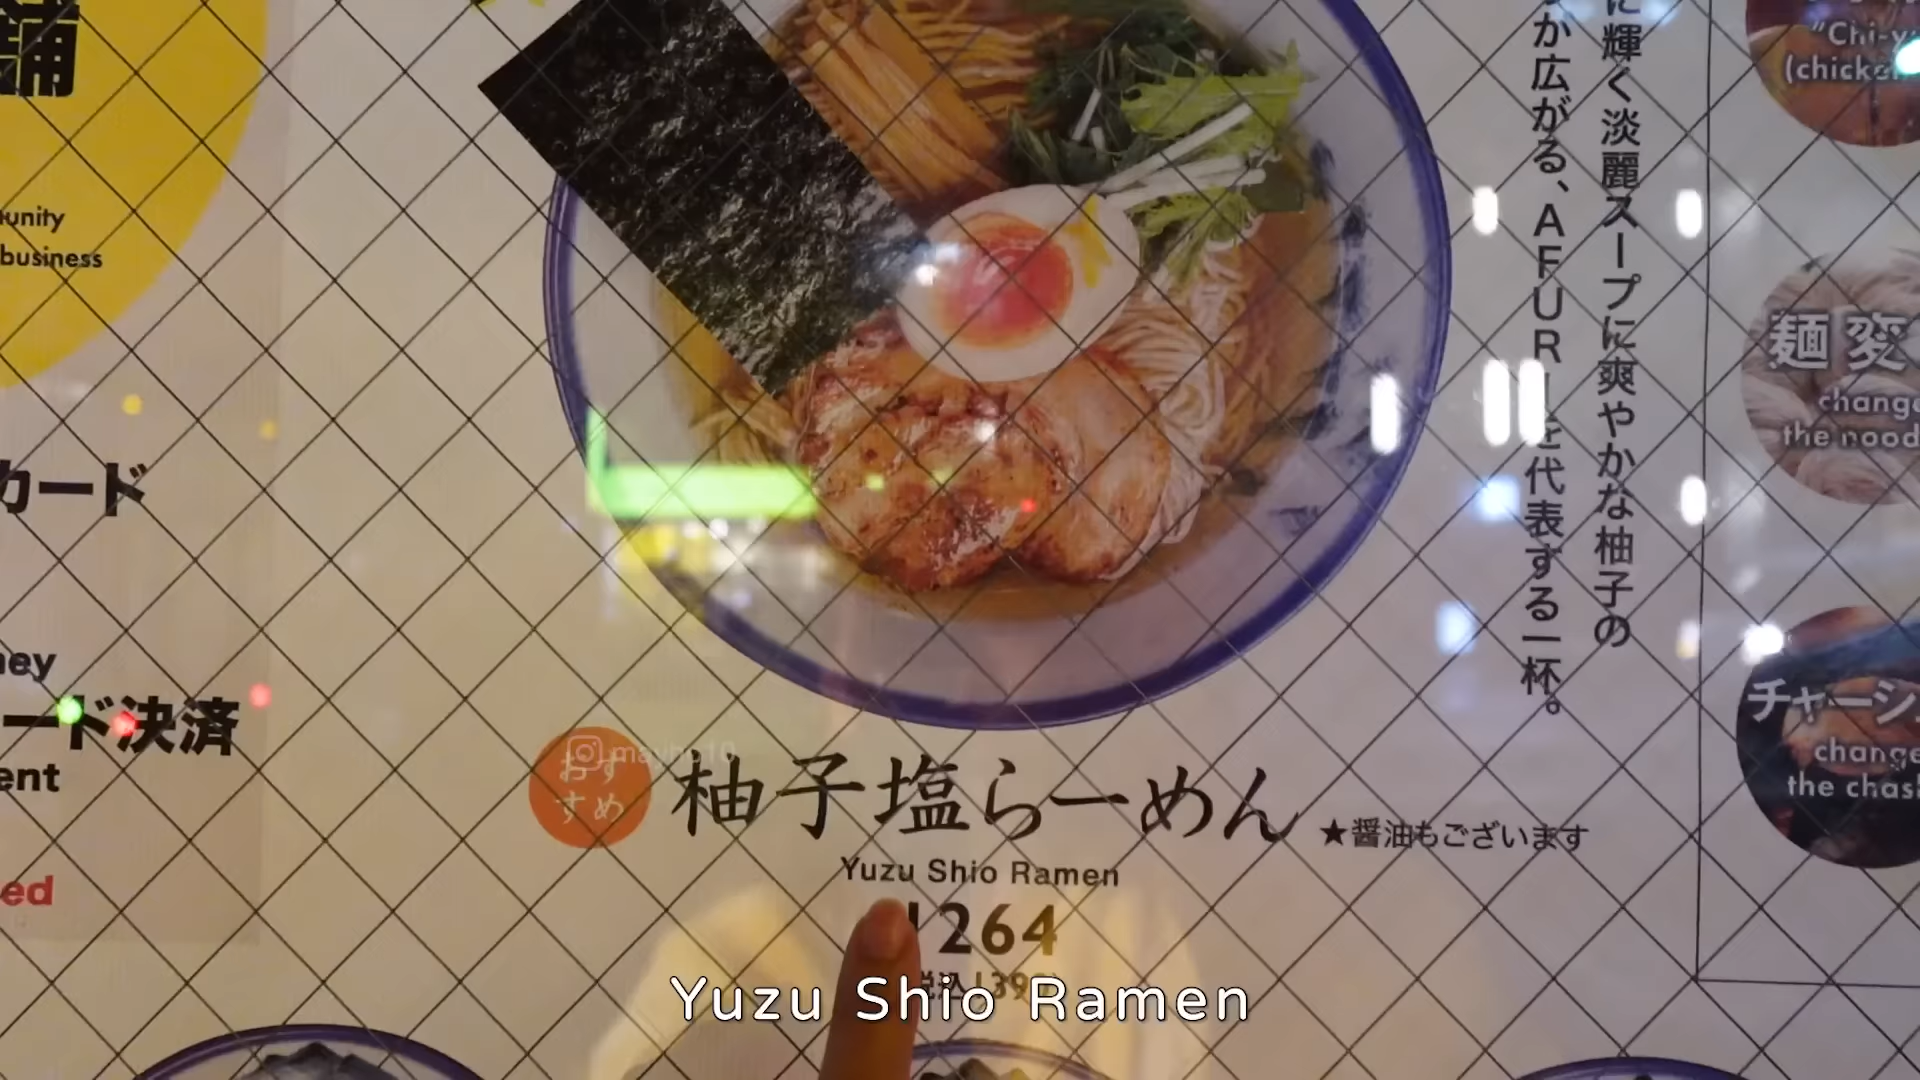 舗
unity
business
カード
ney
ード決済
ent
ed
に輝く淡麗スープに爽やかな柚子の
か広がる、AFURIを代表する一杯。
"Chi-y
(chicke
麺変
change
the nood
チャーシ
change
the chas
おす
すめ
柚子塩らーめん
★醤油もございます
Yuzu Shio Ramen
1264
Yuzu Shio Ramen